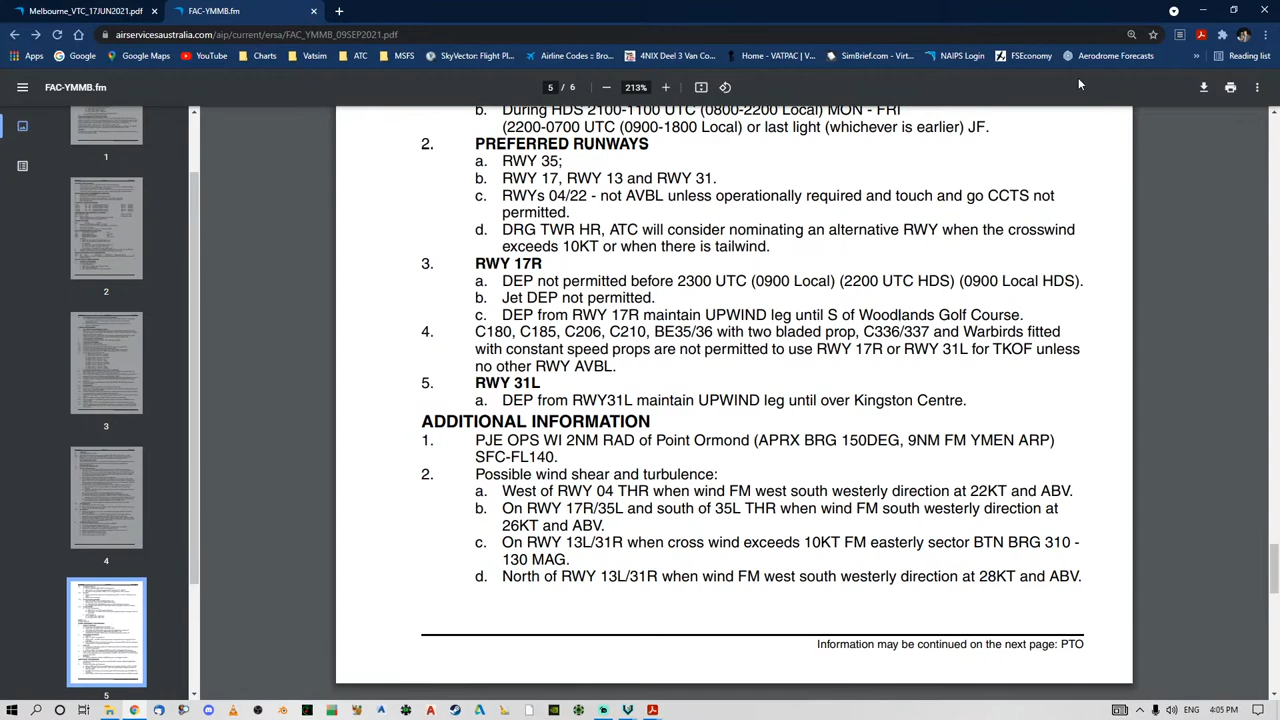 Melbourne_VTC_17JUN2021.pdf
FAC-YMMB.fm
airservicesaustralia.com/aip/current/ersa/FAC_YMMB_09SEP2021.pdf
Apps
Getting Started
Google Maps
YouTube
Charts
Vatsim
ATC
MSFS
SkyVector: Flight Pl...
Airline Codes :: Bro...
4NIX Deel 3 Van Co...
Home - VATPAC | V...
SimBrief.com - Virt...
NAIPS Login
FSEconomy
Aerodrome Forecasts
»
Reading list
FAC-YMMB.fm
5 / 6
213%
1
2
3
4
5
b. During HDS 2100-1100 UTC (0800-2200 Local) MON - FRI
(2200-0700 UTC (0900-1800 Local) or last light (whichever is earlier) JF.
2. PREFERRED RUNWAYS
a. RWY 35;
b. RWY 17, RWY 13 and RWY 31.
c. RWY 04/22 - not AVBL unless operationally required and touch and go CCTS not
permitted.
d. DRG TWR HR, ATC will consider nominating an alternative RWY when the crosswind
exceeds 10KT or when there is tailwind.
3. RWY 17R
a. DEP not permitted before 2300 UTC (0900 Local) (2200 UTC HDS) (0900 Local HDS).
b. Jet DEP not permitted.
c. DEP from RWY 17R maintain UPWIND leg until S of Woodlands Golf Course.
4. C180, C185, C206, C210, BE35/36 with two bladed prop, C336/337 and Warbirds fitted
with constant speed props are not permitted to use RWY 17R or RWY 31L for TKOF unless
no other RWY AVBL.
5. RWY 31L
a. DEP from RWY31L maintain UPWIND leg until over Kingston Centre.
ADDITIONAL INFORMATION
1. PJE OPS WI 2NM RAD of Point Ormond (APRX BRG 150DEG, 9NM FM YMEN ARP)
SFC-FL140.
2. Possible wind shear and turbulence:
a. West of RWY 04 THR when wind FM west south westerly direction at 22KT and ABV.
b. On RWY 17R/35L and south of 35L THR when wind FM south westerly direction at
26KT and ABV.
c. On RWY 13L/31R when cross wind exceeds 10KT FM easterly sector BTN BRG 310 -
130 MAG.
d. North of RWY 13L/31R when wind FM west south westerly direction at 28KT and ABV.
Information may be continued on the next page: PTO
ENG
4:05 PM